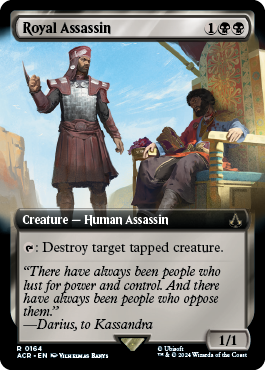 Royal Assassin 1
Creature — Human Assassin
: Destroy target tapped creature.
“There have always been people who
lust for power and control. And there
have always been people who oppose
them.”
—Darius, to Kassandra
1/1
R 0164
ACR • EN VILHELMAS BANYS
© Ubisoft
™ & © 2024 Wizards of the Coast